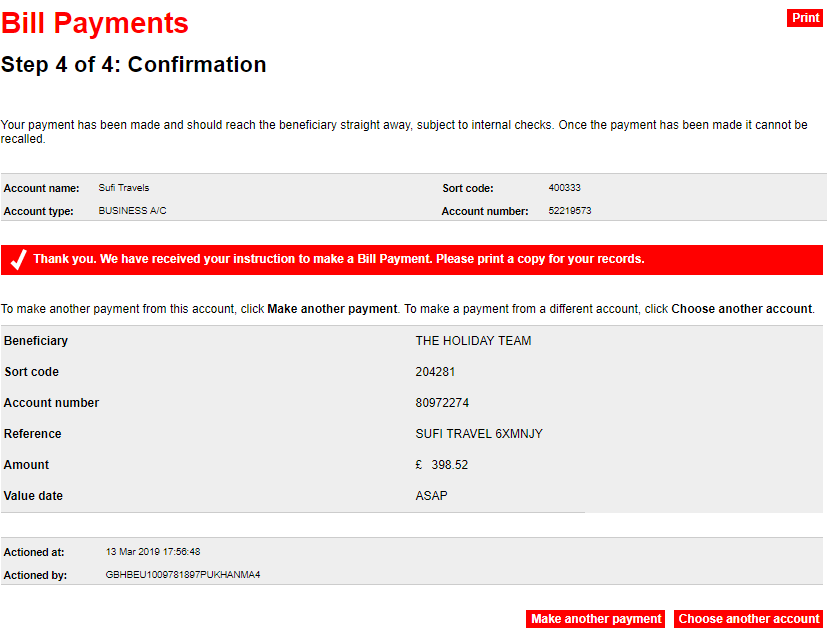 Bill Payments
Print
Step 4 of 4: Confirmation
Your payment has been made and should reach the beneficiary straight away, subject to internal checks. Once the payment has been made it cannot be
recalled.
Account name: Sufi Travels Sort code: 400333
Account type: BUSINESS A/C Account number: 52219573
Thank you. We have received your instruction to make a Bill Payment. Please print a copy for your records.
To make another payment from this account, click Make another payment. To make a payment from a different account, click Choose another account.
Beneficiary THE HOLIDAY TEAM
Sort code 204281
Account number 80972274
Reference SUFI TRAVEL 6XMNJY
Amount £ 398.52
Value date ASAP
Actioned at: 13 Mar 2019 17:56:48
Actioned by: GBHBEU1009781897PUKHANMA4
Make another payment Choose another account